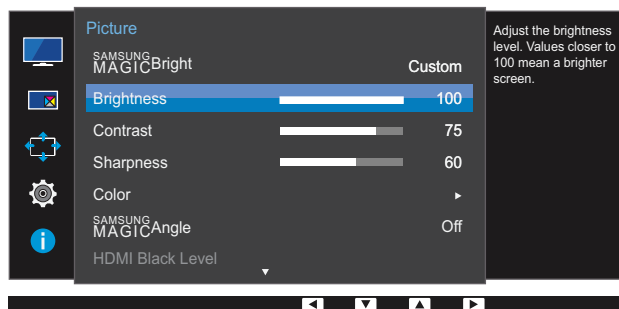 Picture
SAMSUNG
MAGICBright Custom
Brightness 100
Contrast 75
Sharpness 60
Color
SAMSUNG
MAGICAngle Off
HDMI Black Level
Adjust the brightness
level. Values closer to
100 mean a brighter
screen.